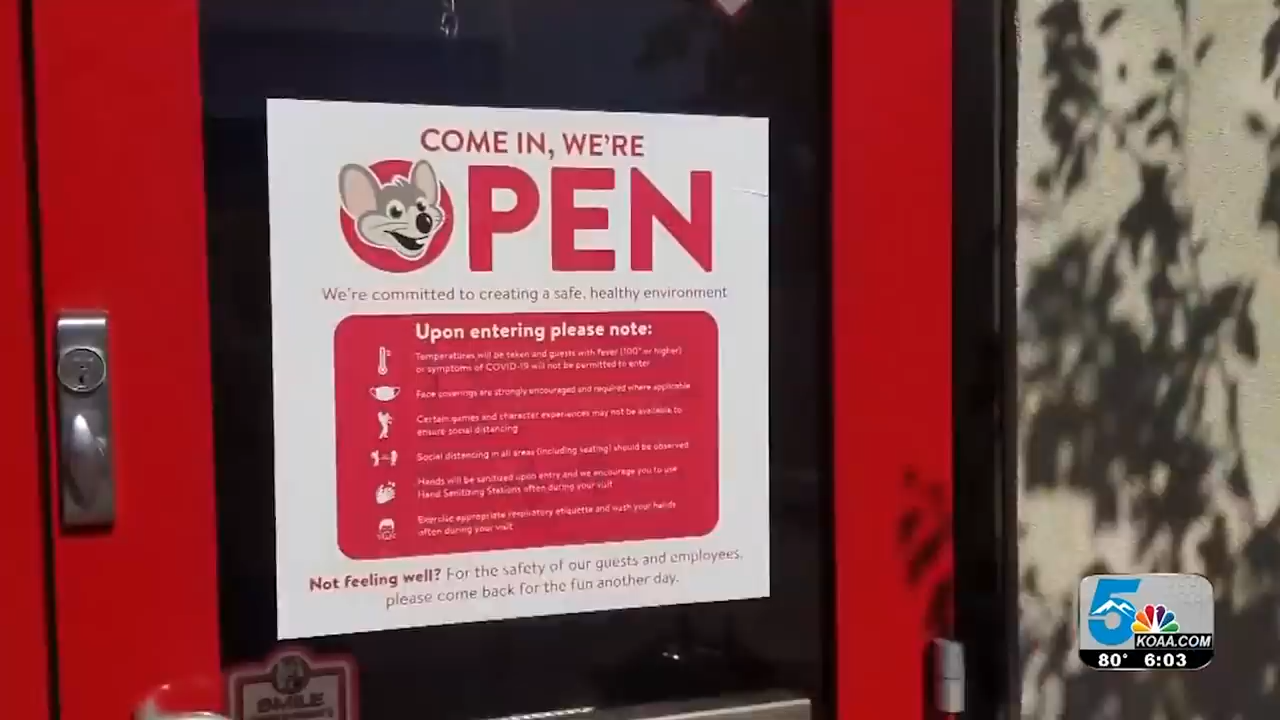 COME IN, WE'RE
OPEN
We're committed to creating a safe, healthy environment
Upon entering please note:
Temperatures will be taken and guests with fever (100° or higher)
or symptoms of COVID-19 will not be permitted to enter
Face coverings are strongly encouraged and required where applicable
Certain games and character experiences may not be available to
ensure social distancing
Social distancing in all areas (including seating) should be observed
Hands will be sanitized upon entry and we encourage you to use
Hand Sanitizing Stations often during your visit
Exercise appropriate respiratory etiquette and wash your hands
often during your visit
Not feeling well? For the safety of our guests and employees,
please come back for the fun another day.
SMILE
5
KOAA.COM
80° 6:03